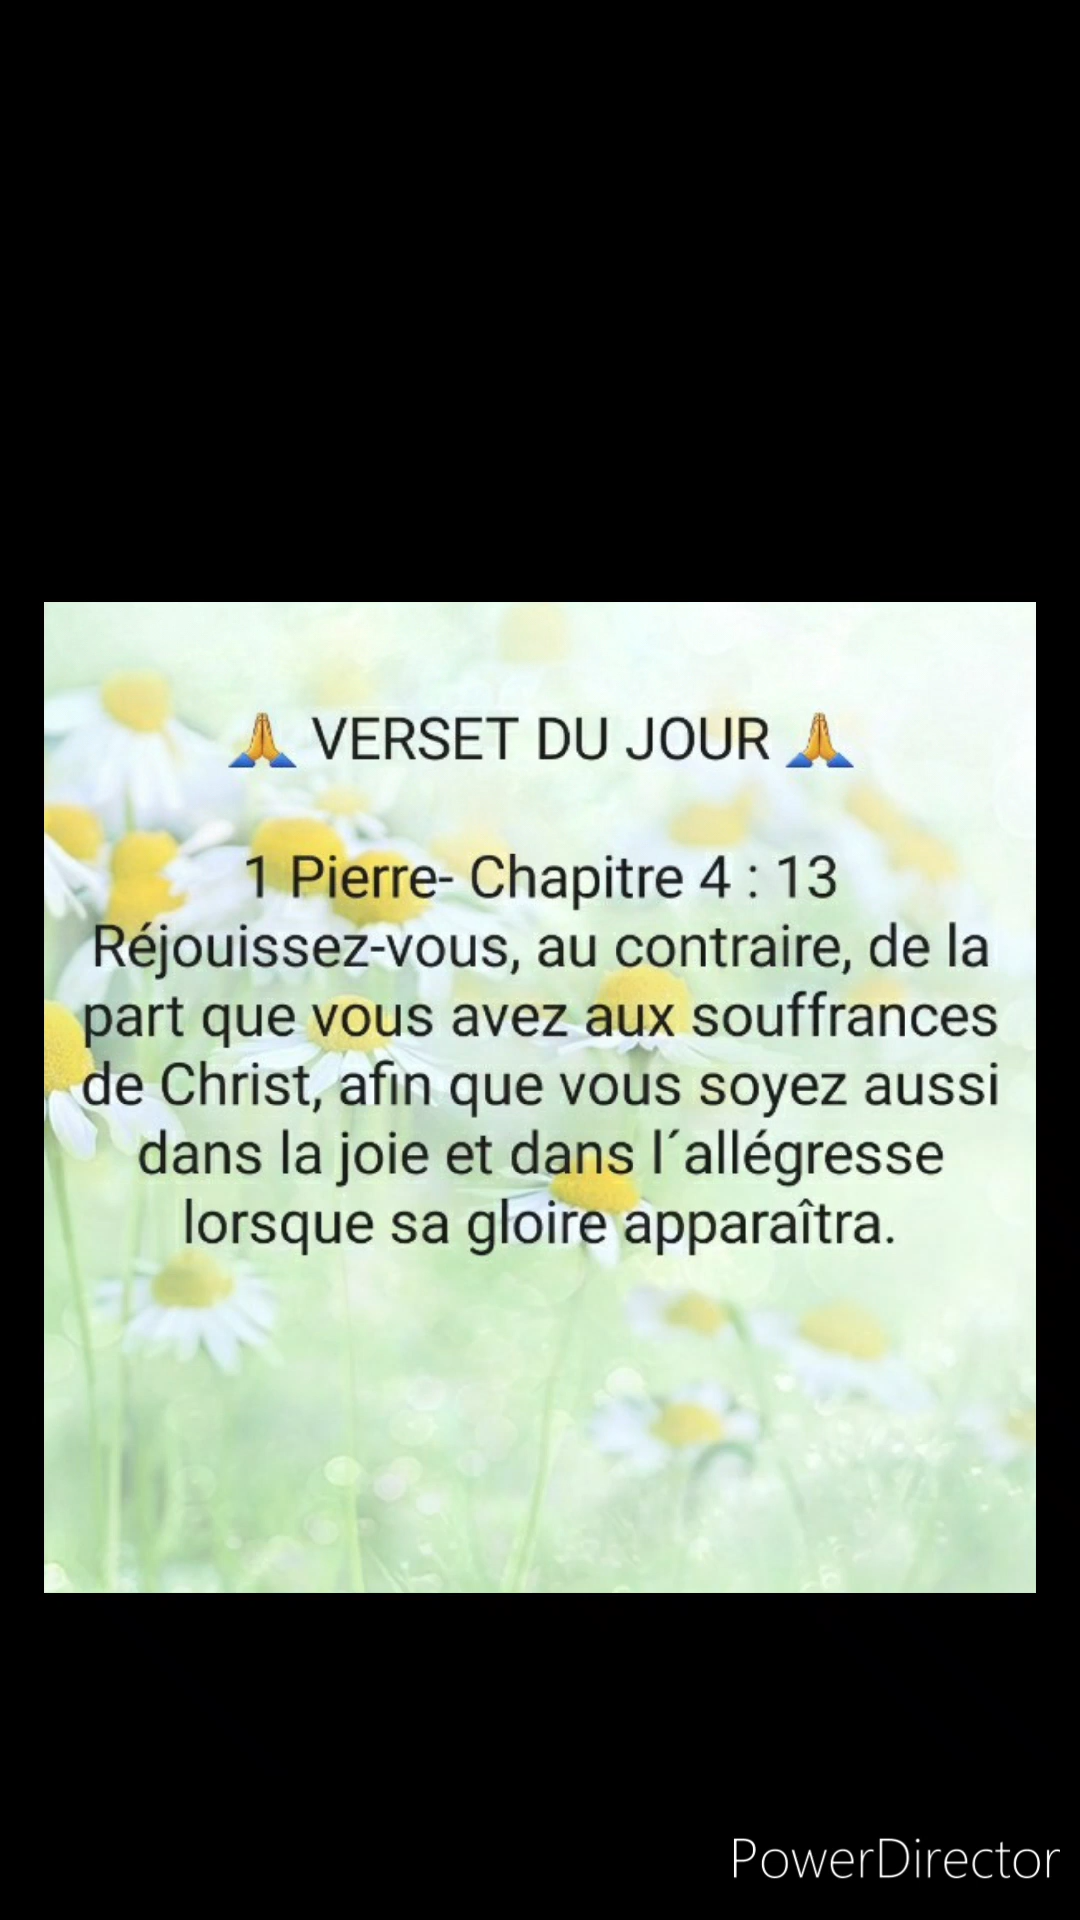 🙏 VERSET DU JOUR 🙏
1 Pierre- Chapitre 4 : 13
Réjouissez-vous, au contraire, de la
part que vous avez aux souffrances
de Christ, afin que vous soyez aussi
dans la joie et dans l´allégresse
lorsque sa gloire apparaîtra.
PowerDirector